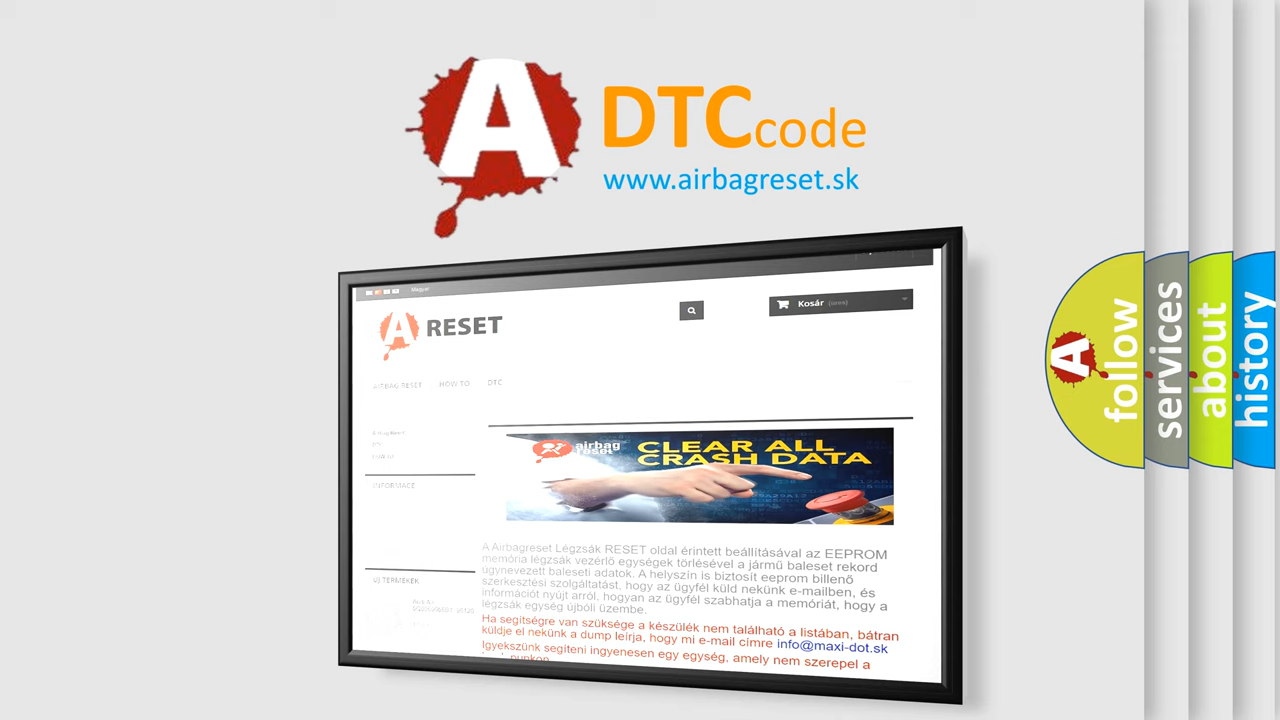 A DTCcode
www.airbagreset.sk
Magyar
A RESET
Kosár (üres)
AIRBAG RESET HOW TO DTC
INFORMACE
ÚJ TERMÉKEK
airbag
reset
CLEAR ALL
CRASH DATA
A Airbagreset Légzsák RESET oldal érintett beállításával az EEPROM
memória légzsák vezérlő egységek törlésével a jármű baleset rekord
úgynevezett baleseti adatok. A helyszín is biztosít eeprom billenő
szerkesztési szolgáltatást, hogy az ügyfél küld nekünk e-mailben, és
információt nyújt arról, hogyan az ügyfél szabhatja a memóriát, hogy a
légzsák egység újbóli üzembe.
Ha segítségre van szüksége a készülék nem található a listában, bátran
küldje el nekünk a dump leírja, hogy mi e-mail címre info@maxi-dot.sk
Igyekszünk segíteni ingyenesen egy egység, amely nem szerepel a
A follow
services
about
history